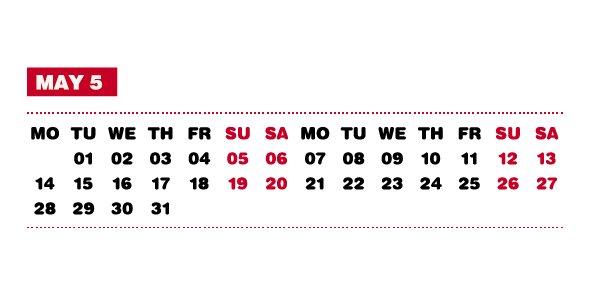 MAY 5
MO TU WE TH FR SU SA MO TU WE TH FR SU SA
01 02 03 04 05 06 07 08 09 10 11 12 13
14 15 16 17 18 19 20 21 22 23 24 25 26 27
28 29 30 31